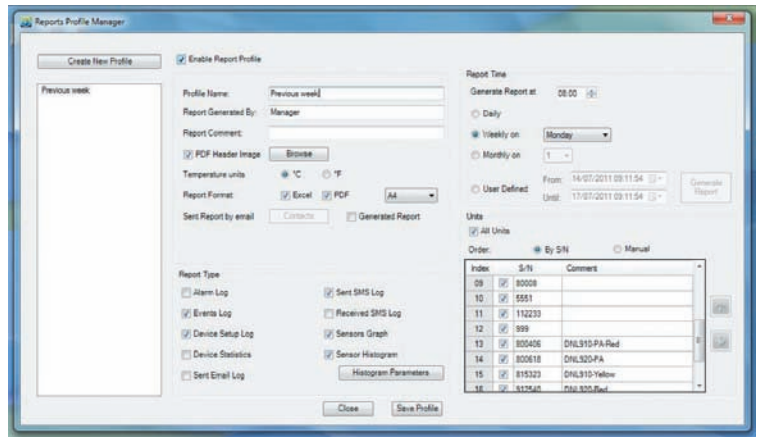 Reports Profile Manager
Create New Profile
Enable Report Profile
Previous week
Profile Name: Previous week
Report Generated By: Manager
Report Comment:
PDF Header Image Browse
Temperature units °C °F
Report Format Excel PDF A4
Sent Report by email Contacts Generated Report
Report Type
Alarm Log Sent SMS Log
Events Log Received SMS Log
Device Setup Log Sensors Graph
Device Statistics Sensor Histogram
Sent Email Log Histogram Parameters
Report Time
Generate Report at 08:00
Daily
Weekly on Monday
Monthly on 1
User Defined From: 14/07/2011 09:11:54
Until: 17/07/2011 09:11:54
Generate Report
Units
All Units
Order: By S/N Manual
Index S/N Comment
09 80008
10 5551
11 112233
12 999
13 800406 DNL910-PA-Red
14 800618 DNL920-PA
15 815323 DNL910-Yellow
16 917540 DNL920-Red
Close Save Profile